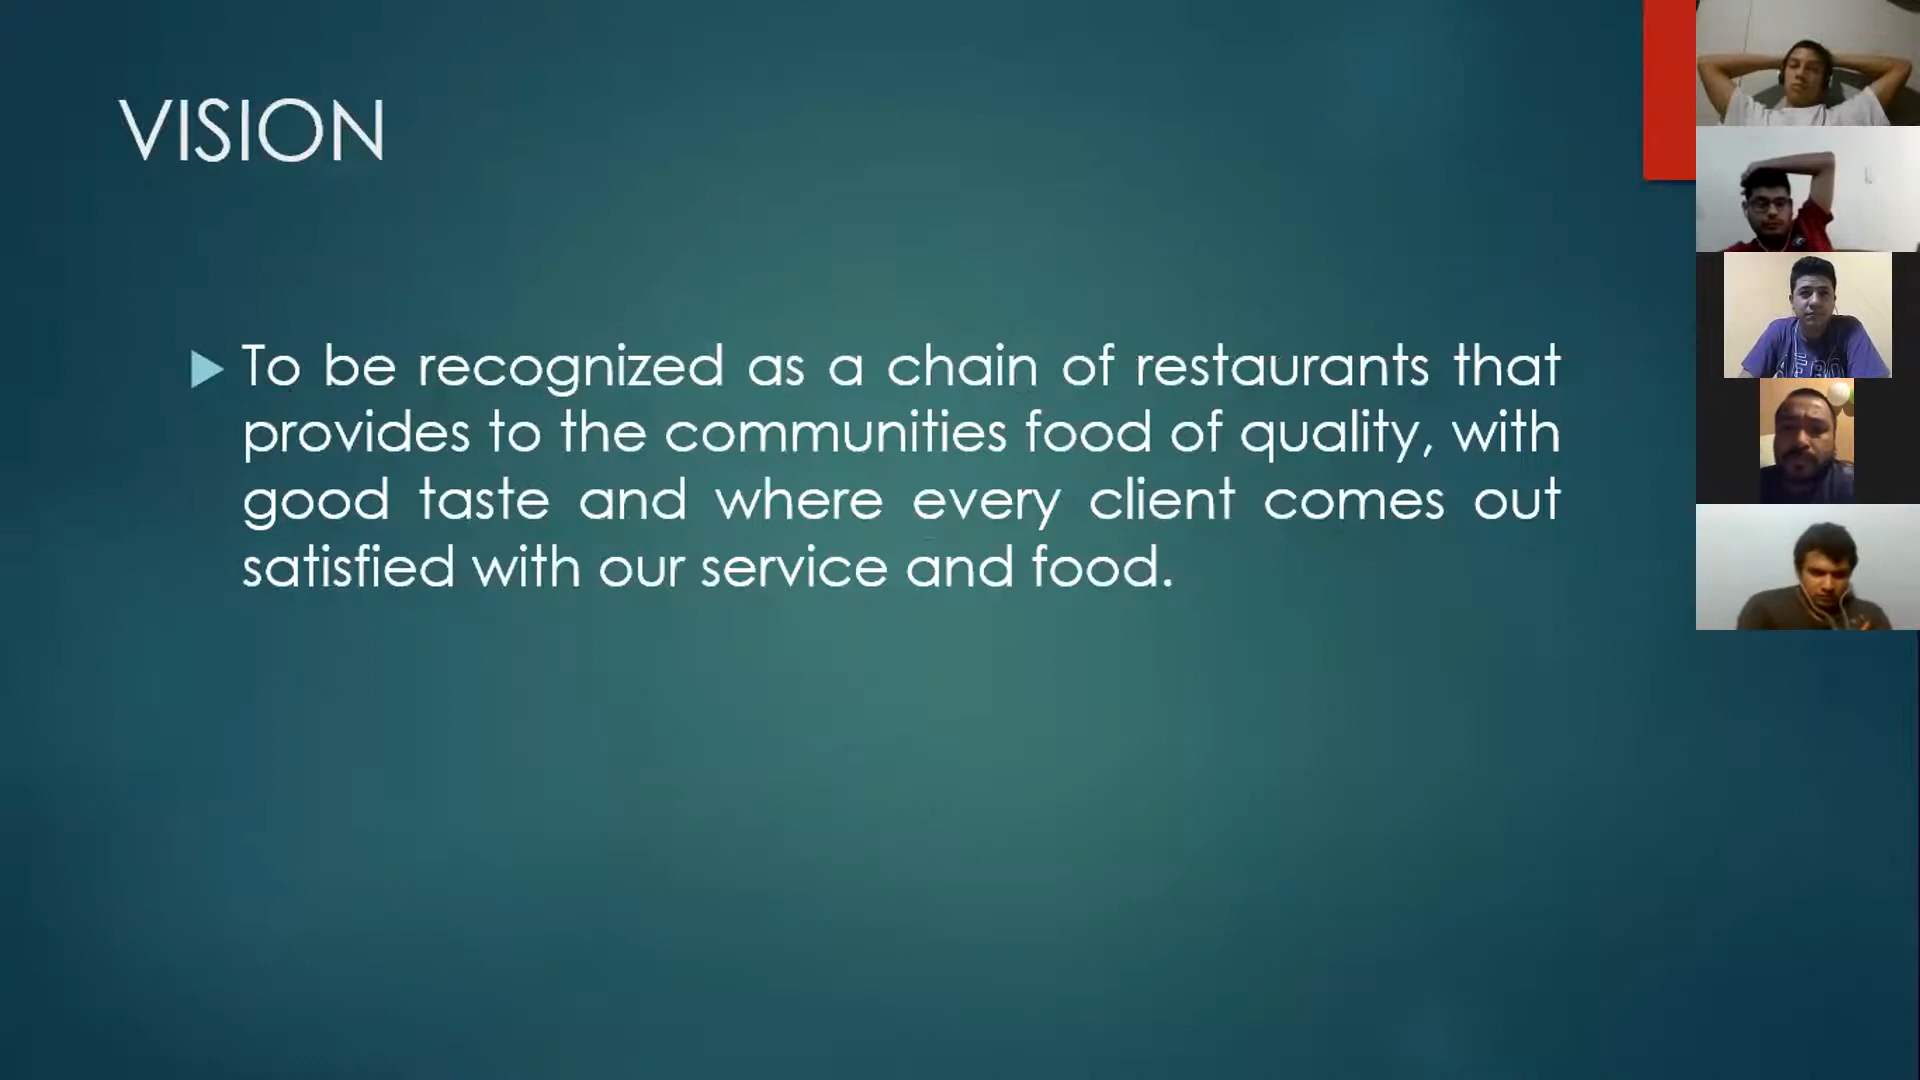 VISION
To be recognized as a chain of restaurants that
provides to the communities food of quality, with
good taste and where every client comes out
satisfied with our service and food.